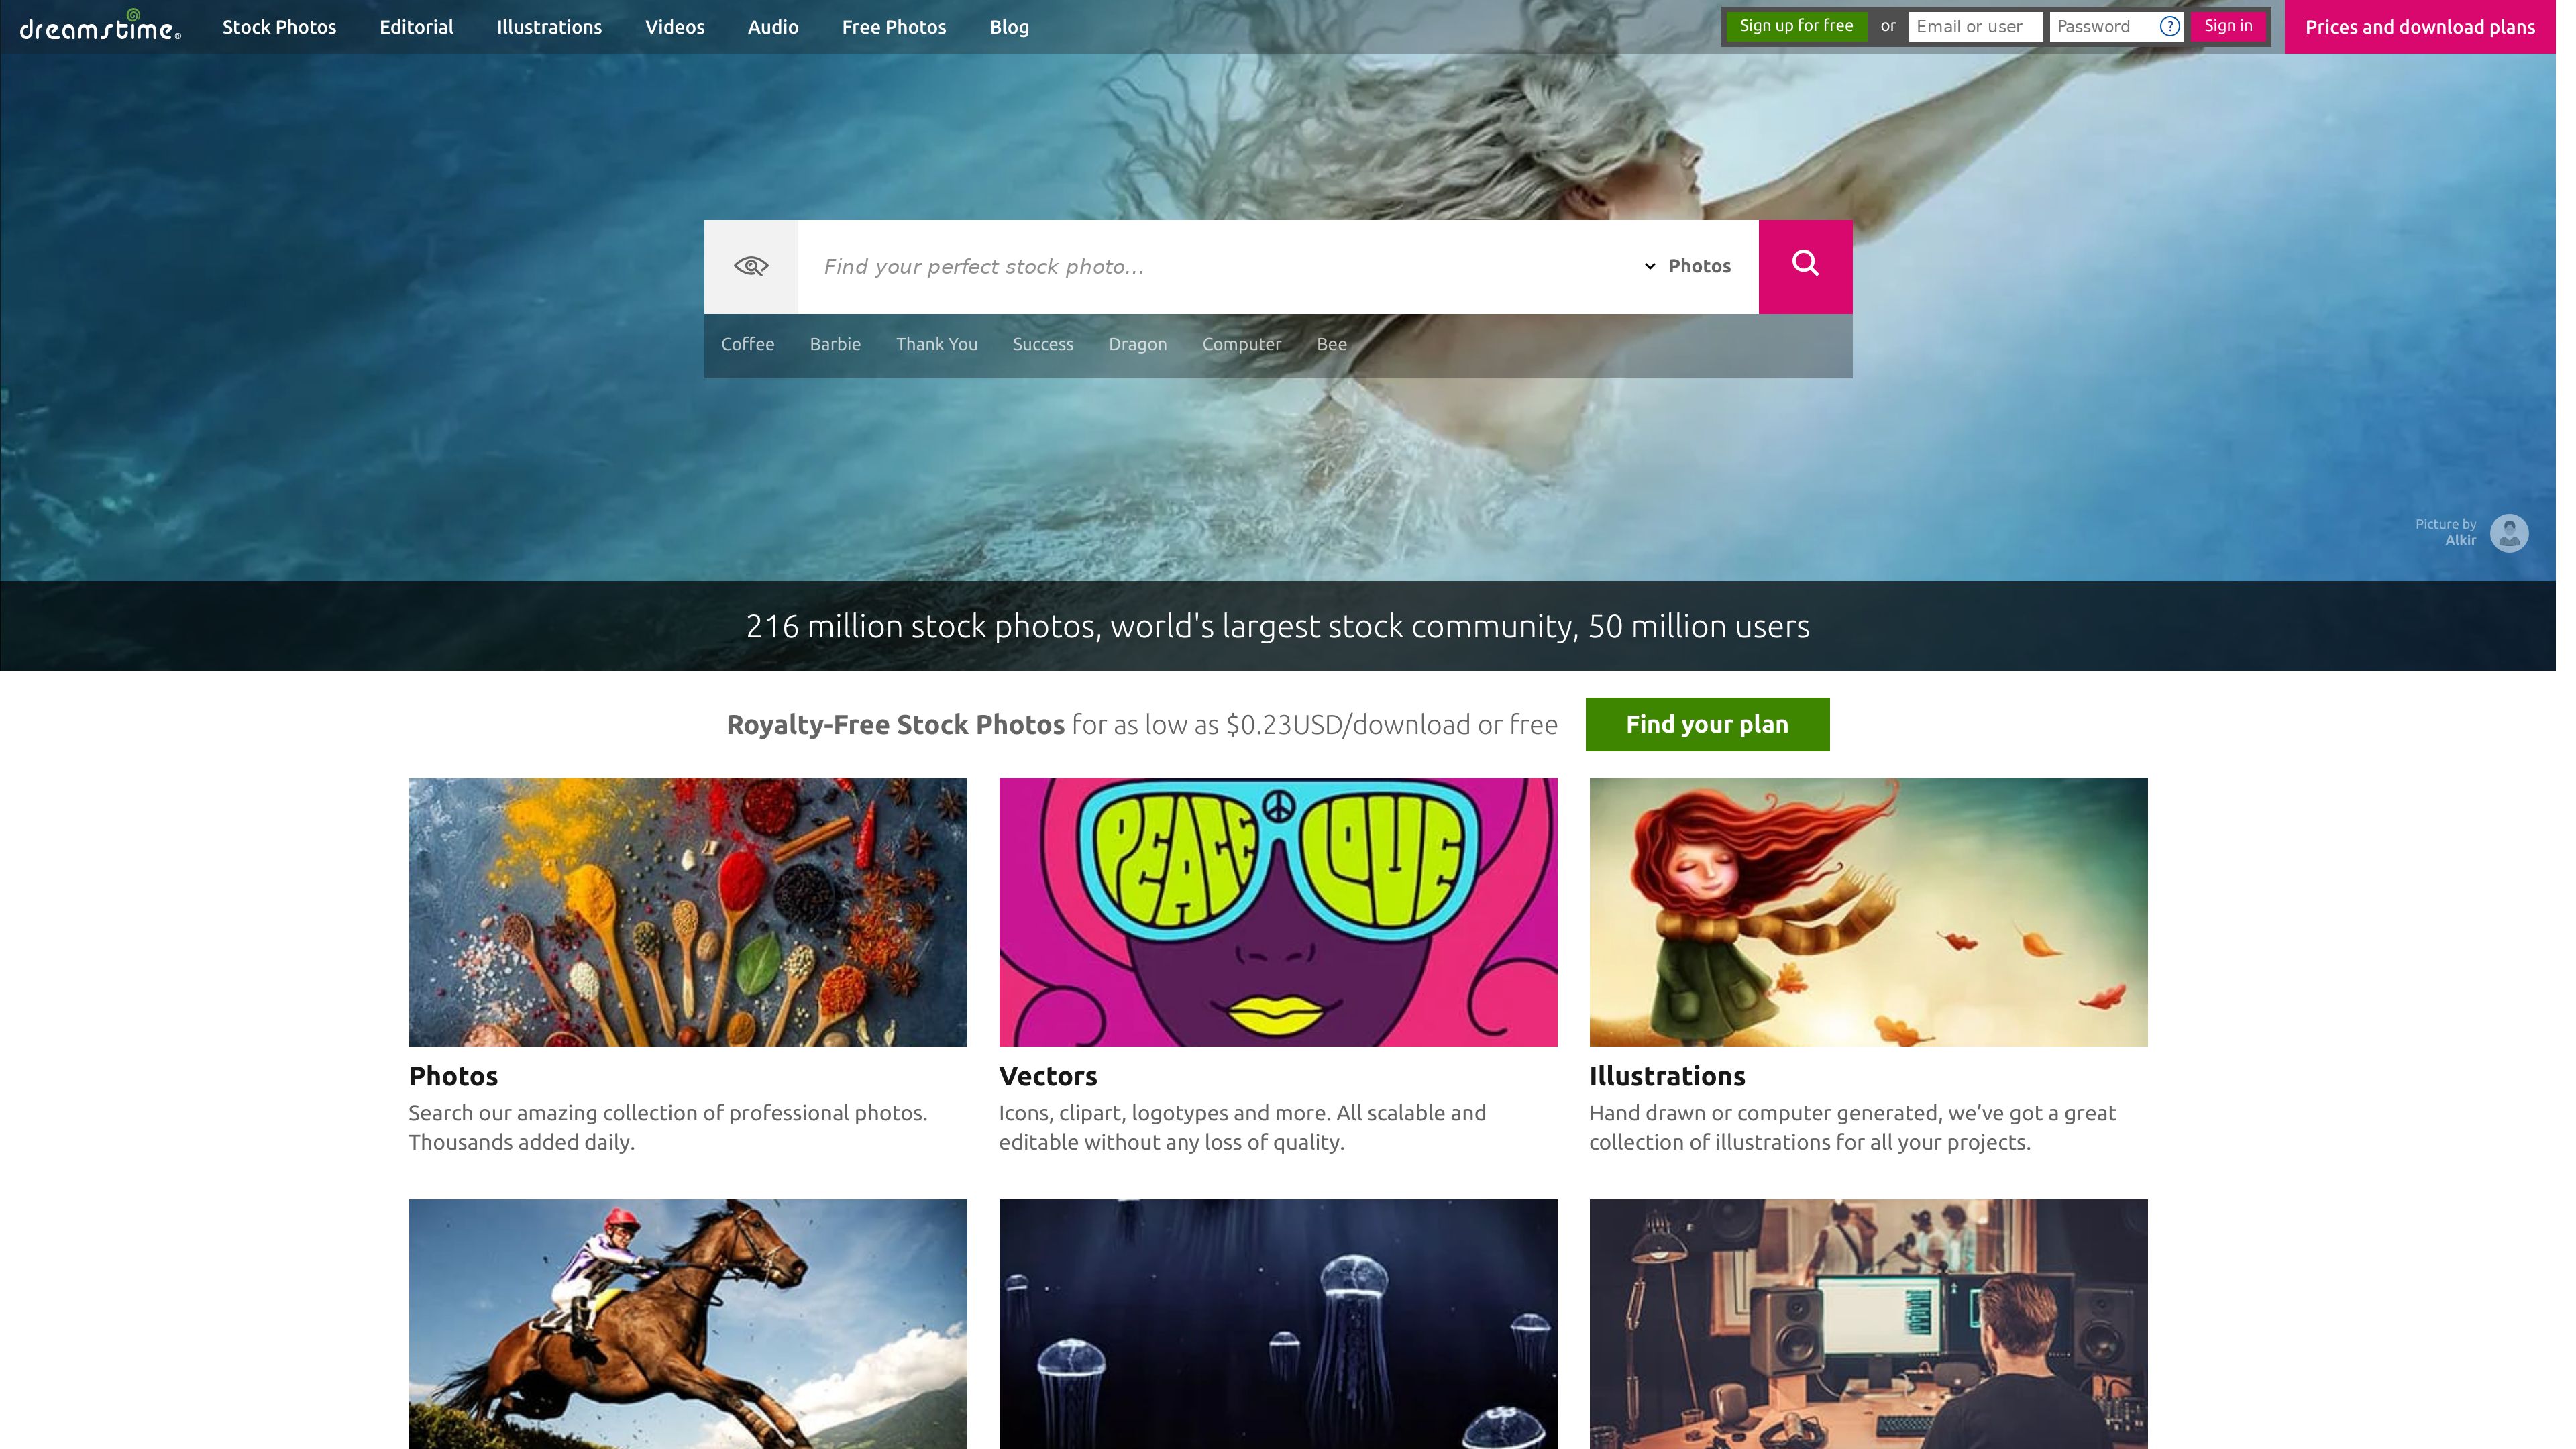 dreamstime®
Stock Photos
Editorial
Illustrations
Videos
Audio
Free Photos
Blog
Sign up for free
or
Email or user
Password
?
Sign in
Prices and download plans
Find your perfect stock photo...
Photos
Coffee
Barbie
Thank You
Success
Dragon
Computer
Bee
Picture by
Alkir
216 million stock photos, world's largest stock community, 50 million users
Royalty-Free Stock Photos for as low as $0.23USD/download or free
Find your plan
PEACE LOVE
Photos
Search our amazing collection of professional photos.
Thousands added daily.
Vectors
Icons, clipart, logotypes and more. All scalable and
editable without any loss of quality.
Illustrations
Hand drawn or computer generated, we’ve got a great
collection of illustrations for all your projects.